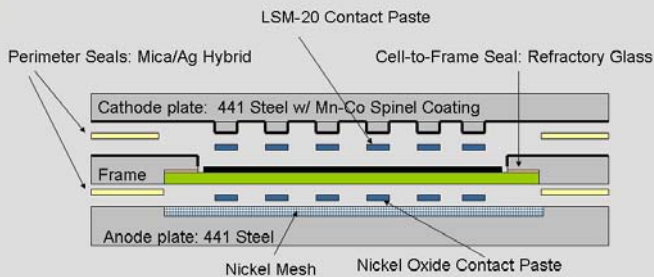 LSM-20 Contact Paste
Perimeter Seals: Mica/Ag Hybrid
Cell-to-Frame Seal: Refractory Glass
Cathode plate: 441 Steel w/ Mn-Co Spinel Coating
Frame
Anode plate: 441 Steel
Nickel Mesh
Nickel Oxide Contact Paste